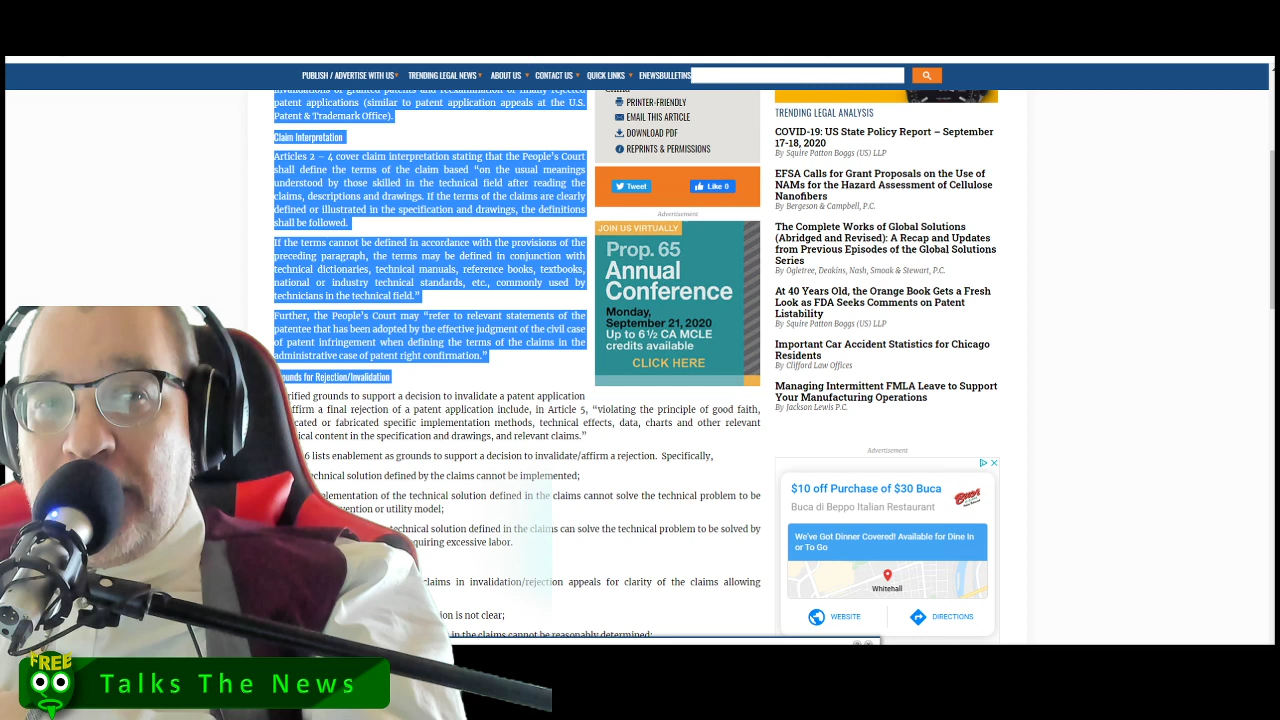 PUBLISH / ADVERTISE WITH US TRENDING LEGAL NEWS ABOUT US CONTACT US QUICK LINKS ENEWSBULLETINS
invalidations of granted patents and reexamination of finally rejected
patent applications (similar to patent application appeals at the U.S.
Patent & Trademark Office).
Claim Interpretation
Articles 2 – 4 cover claim interpretation stating that the People's Court
shall define the terms of the claim based "on the usual meanings
understood by those skilled in the technical field after reading the
claims, descriptions and drawings. If the terms of the claims are clearly
defined or illustrated in the specification and drawings, the definitions
shall be followed.
If the terms cannot be defined in accordance with the provisions of the
preceding paragraph, the terms may be defined in conjunction with
technical dictionaries, technical manuals, reference books, textbooks,
national or industry technical standards, etc., commonly used by
technicians in the technical field."
Further, the People's Court may "refer to relevant statements of the
patentee that has been adopted by the effective judgment of the civil case
of patent infringement when defining the terms of the claims in the
administrative case of patent right confirmation."
ounds for Rejection/Invalidation
rified grounds to support a decision to invalidate a patent application
ffirm a final rejection of a patent application include, in Article 5, "violating the principle of good faith,
icated or fabricated specific implementation methods, technical effects, data, charts and other relevant
ical content in the specification and drawings, and relevant claims."
6 lists enablement as grounds to support a decision to invalidate/affirm a rejection. Specifically,
technical solution defined by the claims cannot be implemented;
plementation of the technical solution defined in the claims cannot solve the technical problem to be
vention or utility model;
technical solution defined in the claims can solve the technical problem to be solved by
quiring excessive labor.
claims in invalidation/rejection appeals for clarity of the claims allowing
ion is not clear;
in the claims cannot be reasonably determined;
PRINTER-FRIENDLY
EMAIL THIS ARTICLE
DOWNLOAD PDF
REPRINTS & PERMISSIONS
Tweet
Like 0
Advertisement
JOIN US VIRTUALLY
Prop. 65
Annual
Conference
Monday,
September 21, 2020
Up to 6½ CA MCLE
credits available
CLICK HERE
TRENDING LEGAL ANALYSIS
COVID-19: US State Policy Report – September
17-18, 2020
By Squire Patton Boggs (US) LLP
EFSA Calls for Grant Proposals on the Use of
NAMs for the Hazard Assessment of Cellulose
Nanofibers
By Bergeson & Campbell, P.C.
The Complete Works of Global Solutions
(Abridged and Revised): A Recap and Updates
from Previous Episodes of the Global Solutions
Series
By Ogletree, Deakins, Nash, Smoak & Stewart, P.C.
At 40 Years Old, the Orange Book Gets a Fresh
Look as FDA Seeks Comments on Patent
Listability
By Squire Patton Boggs (US) LLP
Important Car Accident Statistics for Chicago
Residents
By Clifford Law Offices
Managing Intermittent FMLA Leave to Support
Your Manufacturing Operations
By Jackson Lewis P.C.
Advertisement
$10 off Purchase of $30 Buca
Buca di Beppo Italian Restaurant
BUCA
We've Got Dinner Covered! Available for Dine In
or To Go
Whitehall
WEBSITE
DIRECTIONS
FREE
Talks The News